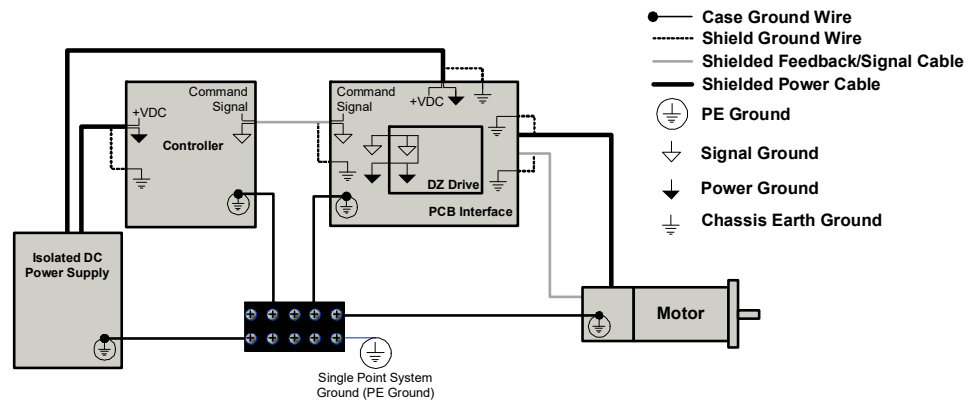 Case Ground Wire
Shield Ground Wire
Shielded Feedback/Signal Cable
Shielded Power Cable
PE Ground
Signal Ground
Power Ground
Chassis Earth Ground
+VDC
Command
Signal
Controller
Command
Signal
+VDC
DZ Drive
PCB Interface
Isolated DC
Power Supply
Motor
Single Point System
Ground (PE Ground)